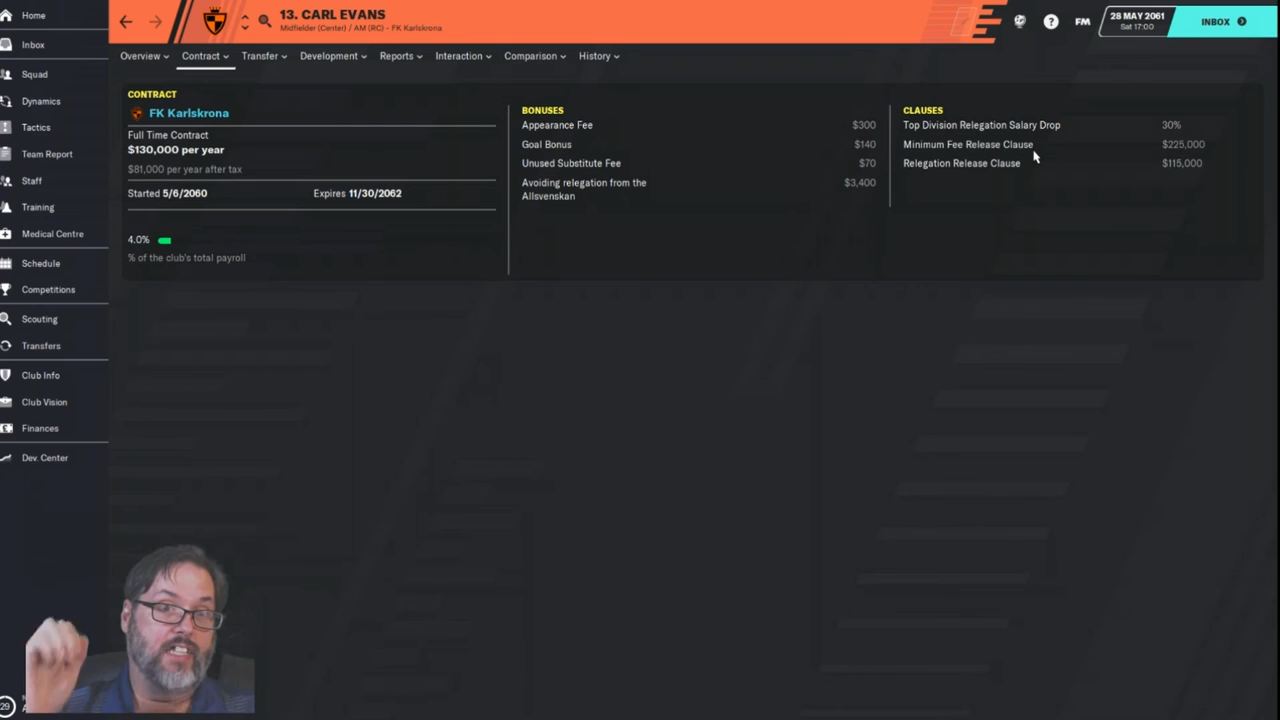 Home
Inbox
Squad
Dynamics
Tactics
Team Report
Staff
Training
Medical Centre
Schedule
Competitions
Scouting
Transfers
Club Info
Club Vision
Finances
Dev. Center
13. CARL EVANS
Midfielder (Center) / AM (RC) - FK Karlskrona
FM
28 MAY 2061
Sat 17:00
INBOX
Overview
Contract
Transfer
Development
Reports
Interaction
Comparison
History
CONTRACT
FK Karlskrona
Full Time Contract
$130,000 per year
$81,000 per year after tax
Started 5/6/2060 Expires 11/30/2062
4.0%
% of the club's total payroll
BONUSES
Appearance Fee $300
Goal Bonus $140
Unused Substitute Fee $70
Avoiding relegation from the $3,400
Allsvenskan
CLAUSES
Top Division Relegation Salary Drop 30%
Minimum Fee Release Clause $225,000
Relegation Release Clause $115,000
29